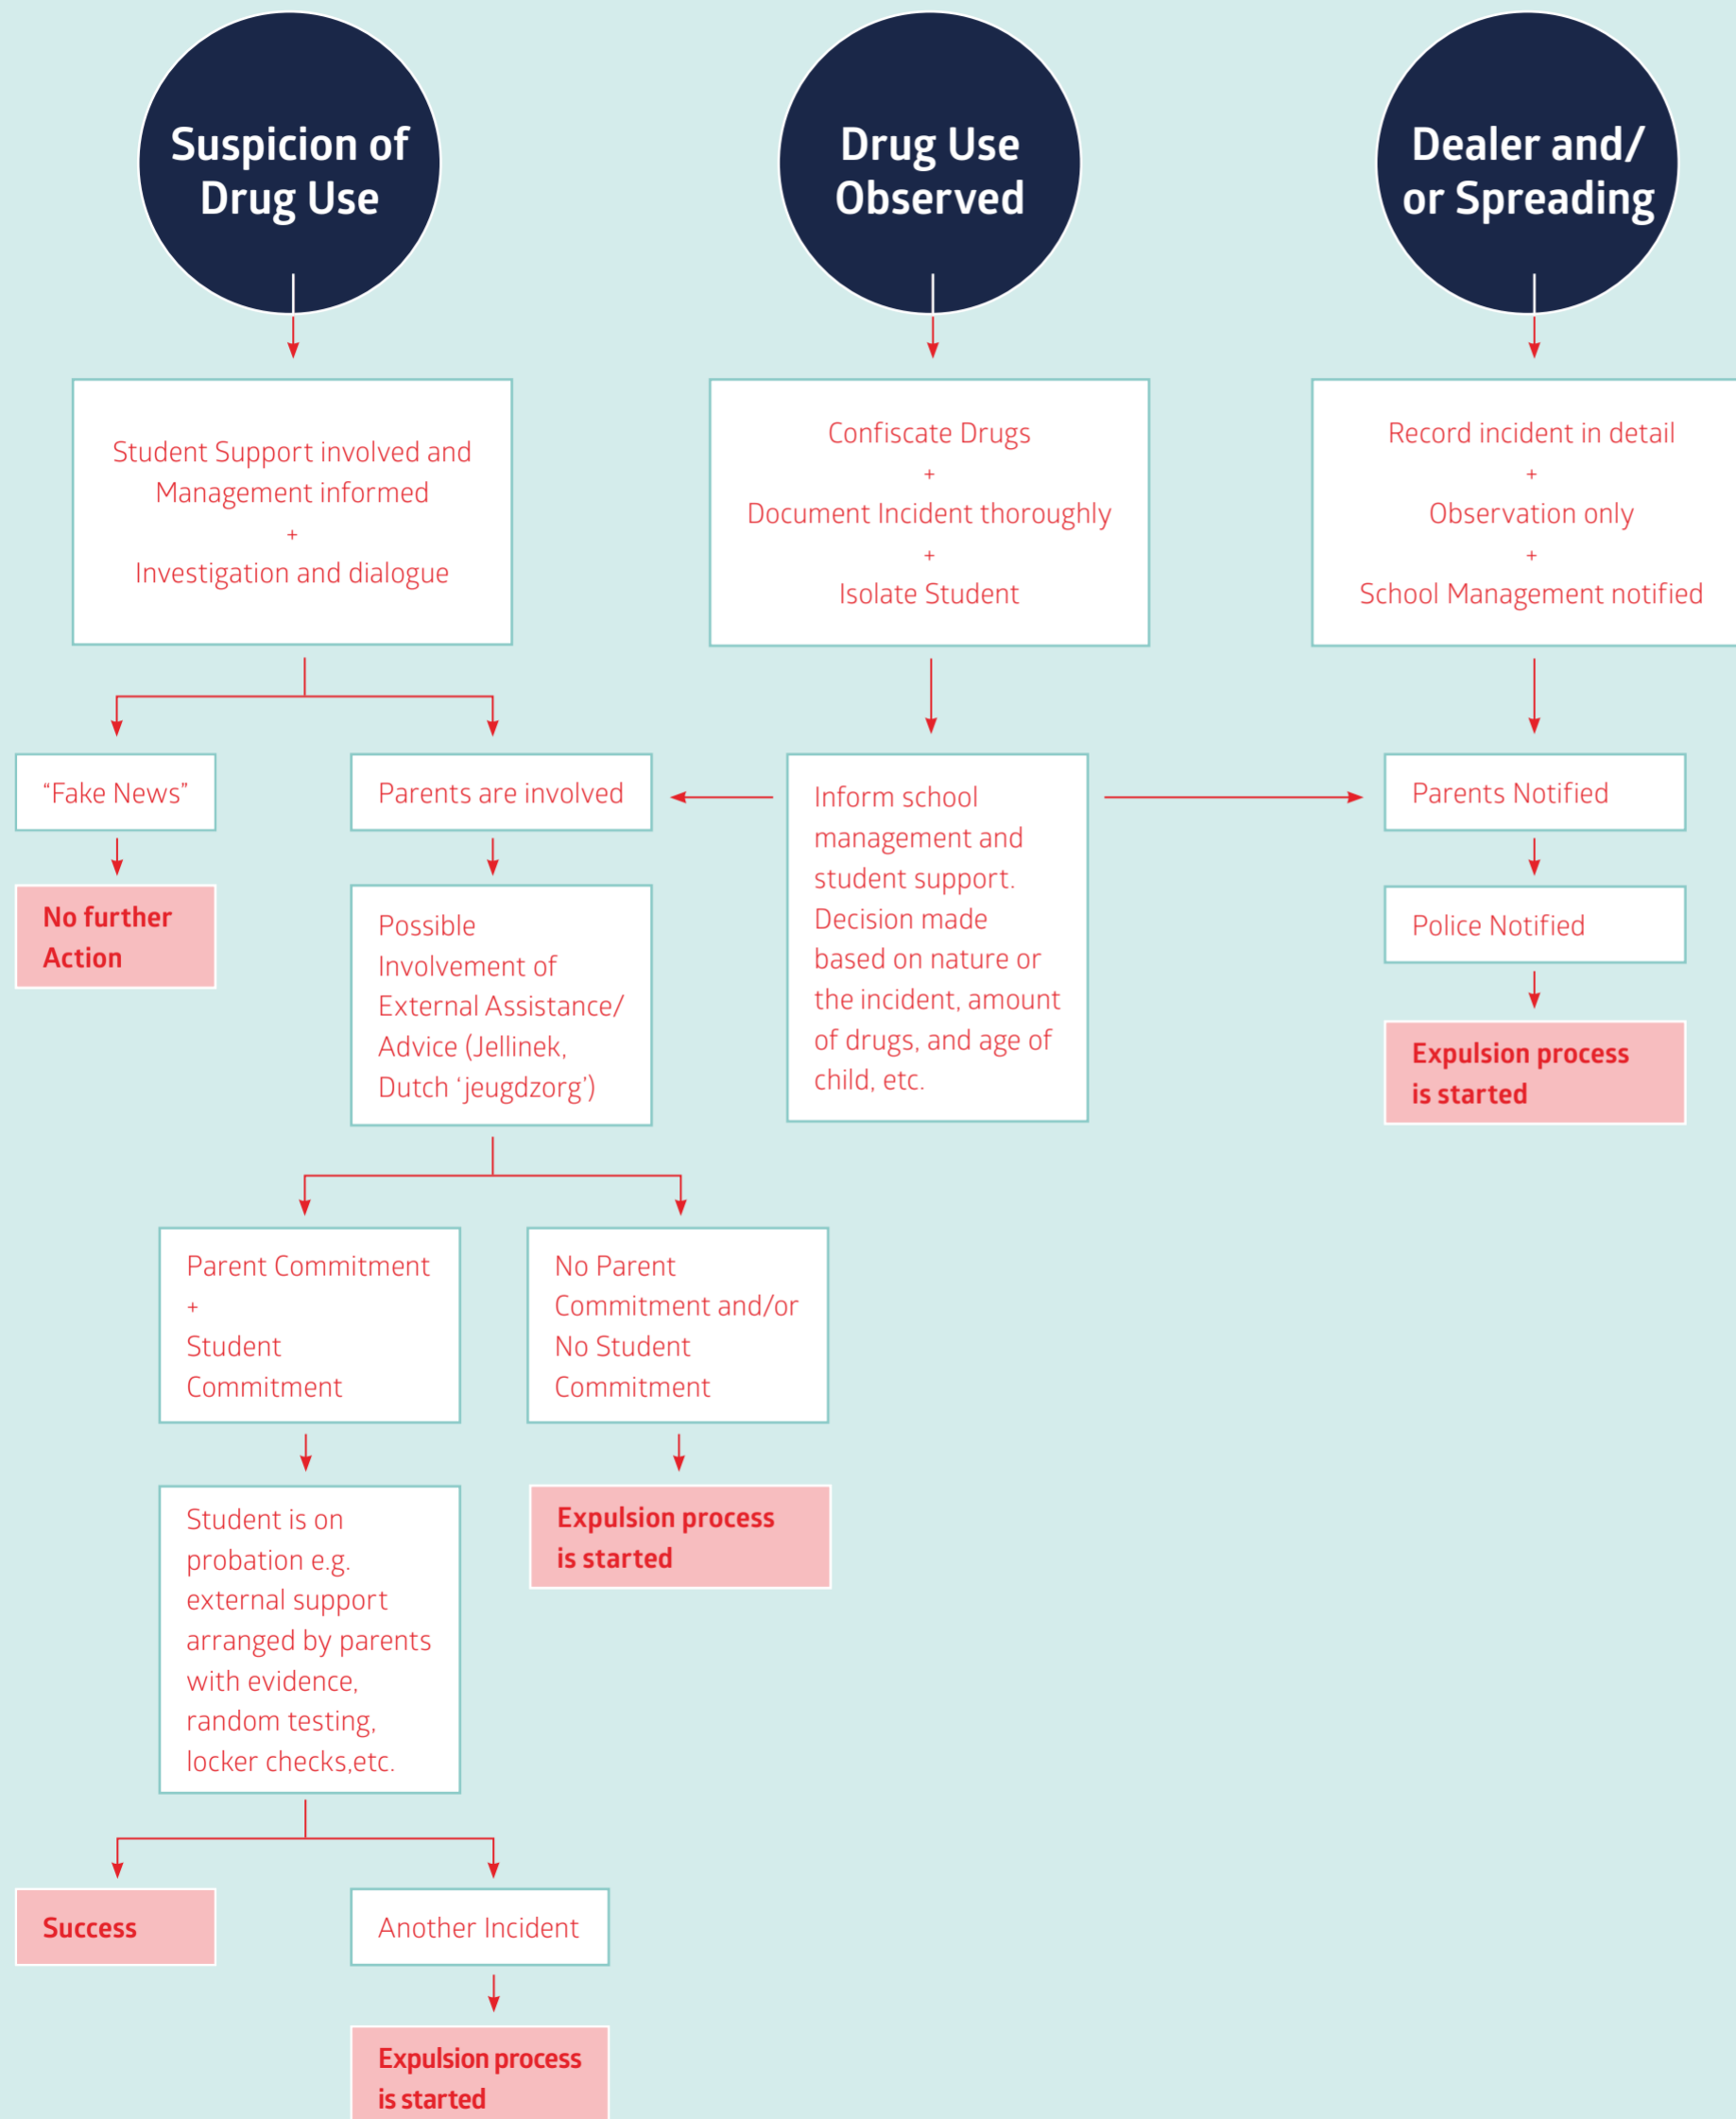 Suspicion of
Drug Use
Drug Use
Observed
Dealer and/
or Spreading
Student Support involved and
Management informed
+
Investigation and dialogue
Confiscate Drugs
+
Document Incident thoroughly
+
Isolate Student
Record incident in detail
+
Observation only
+
School Management notified
“Fake News”
No further
Action
Parents are involved
Possible
Involvement of
External Assistance/
Advice (Jellinek,
Dutch ‘jeugdzorg’)
Inform school
management and
student support.
Decision made
based on nature or
the incident, amount
of drugs, and age of
child, etc.
Parents Notified
Police Notified
Expulsion process
is started
Parent Commitment
+
Student
Commitment
No Parent
Commitment and/or
No Student
Commitment
Student is on
probation e.g.
external support
arranged by parents
with evidence,
random testing,
locker checks,etc.
Expulsion process
is started
Success
Another Incident
Expulsion process
is started